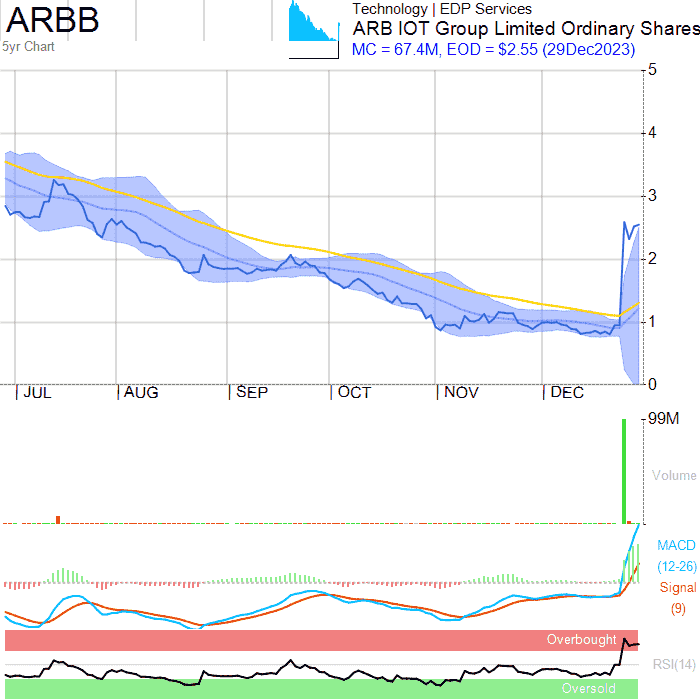 ARBB
5yr Chart
Technology | EDP Services
ARB IOT Group Limited Ordinary Shares
MC = 67.4M, EOD = $2.55 (29Dec2023)
5
4
3
2
1
0
JUL AUG SEP OCT NOV DEC
99M
Volume
MACD
(12-26)
Signal
(9)
Overbought
RSI(14)
Oversold